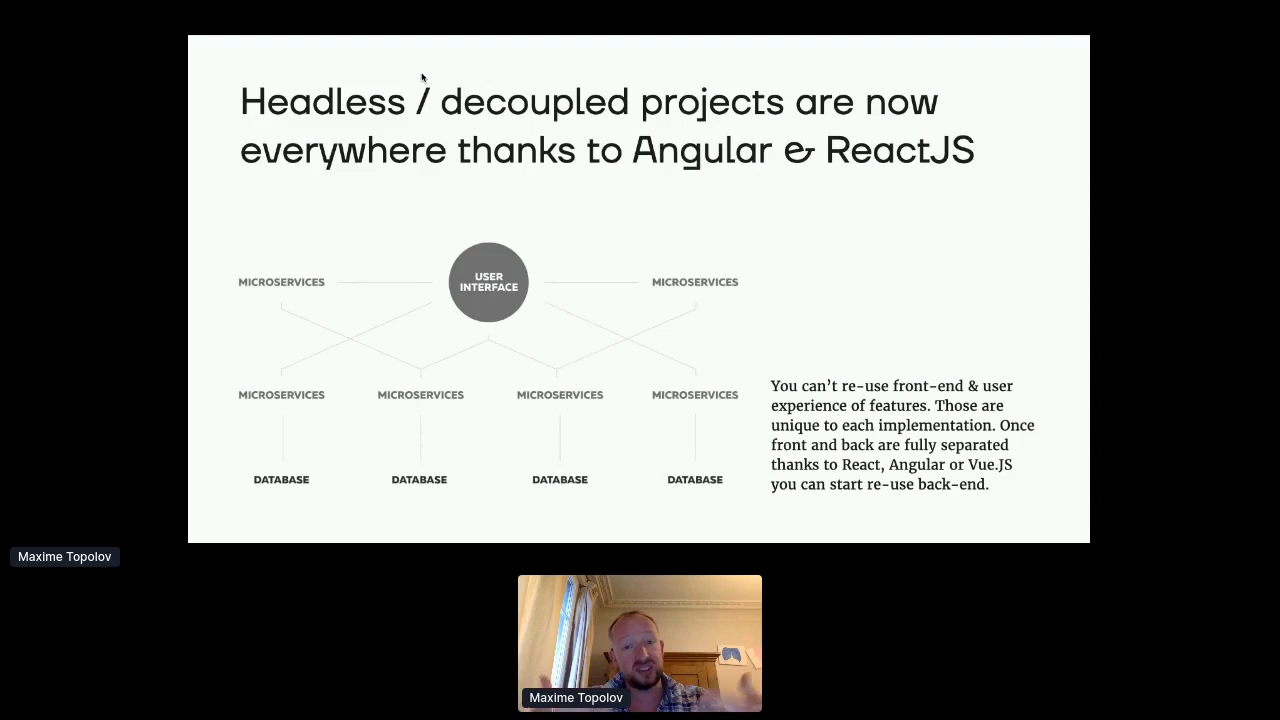 Headless / decoupled projects are now
everywhere thanks to Angular & ReactJS
MICROSERVICES
USER
INTERFACE
MICROSERVICES
MICROSERVICES
MICROSERVICES
MICROSERVICES
MICROSERVICES
DATABASE
DATABASE
DATABASE
DATABASE
You can’t re-use front-end & user
experience of features. Those are
unique to each implementation. Once
front and back are fully separated
thanks to React, Angular or Vue.JS
you can start re-use back-end.
Maxime Topolov
Maxime Topolov